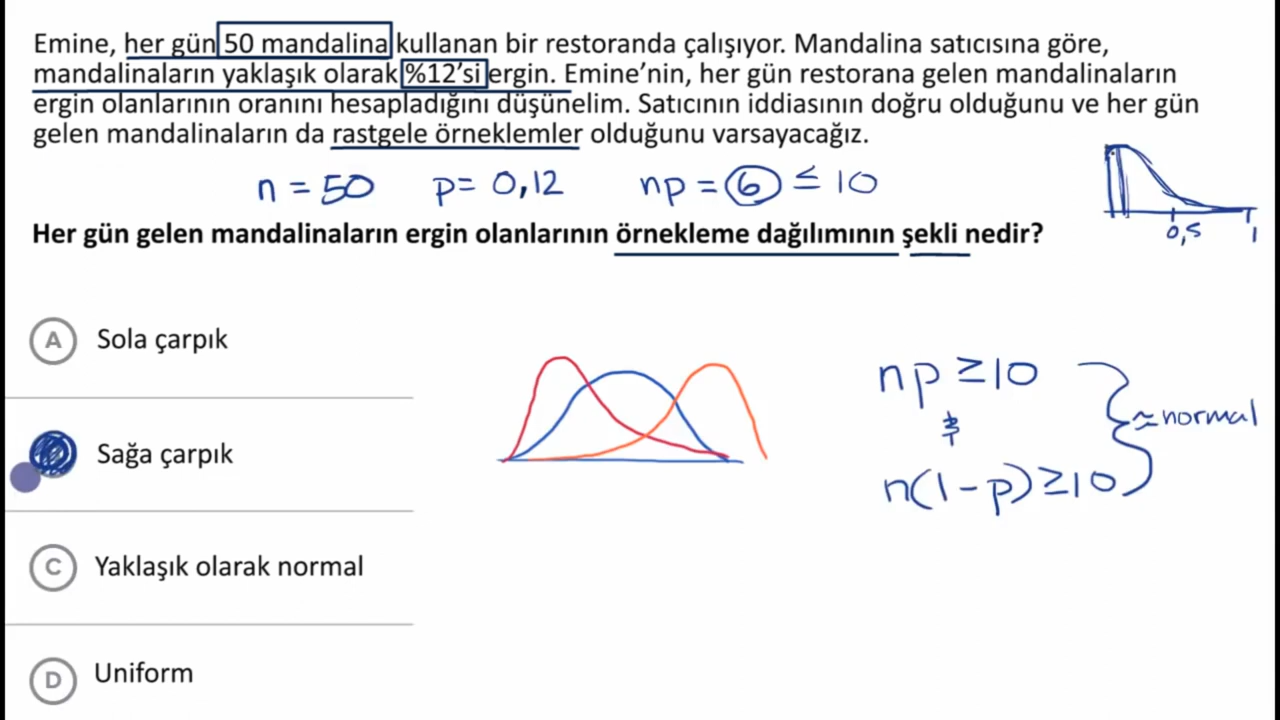 Emine, her gün 50 mandalina kullanan bir restoranda çalışıyor. Mandalina satıcısına göre,
mandalinaların yaklaşık olarak %12'si ergin. Emine'nin, her gün restorana gelen mandalinaların
ergin olanlarının oranını hesapladığını düşünelim. Satıcının iddiasının doğru olduğunu ve her gün
gelen mandalinaların da rastgele örneklemler olduğunu varsayacağız.
n = 50 p = 0,12 np = 6 ≤ 10
0,5 1
Her gün gelen mandalinaların ergin olanlarının örnekleme dağılımının şekli nedir?
A Sola çarpık
np ≥ 10
≈ normal
Sağa çarpık
n(1-p) ≥ 10
C Yaklaşık olarak normal
D Uniform